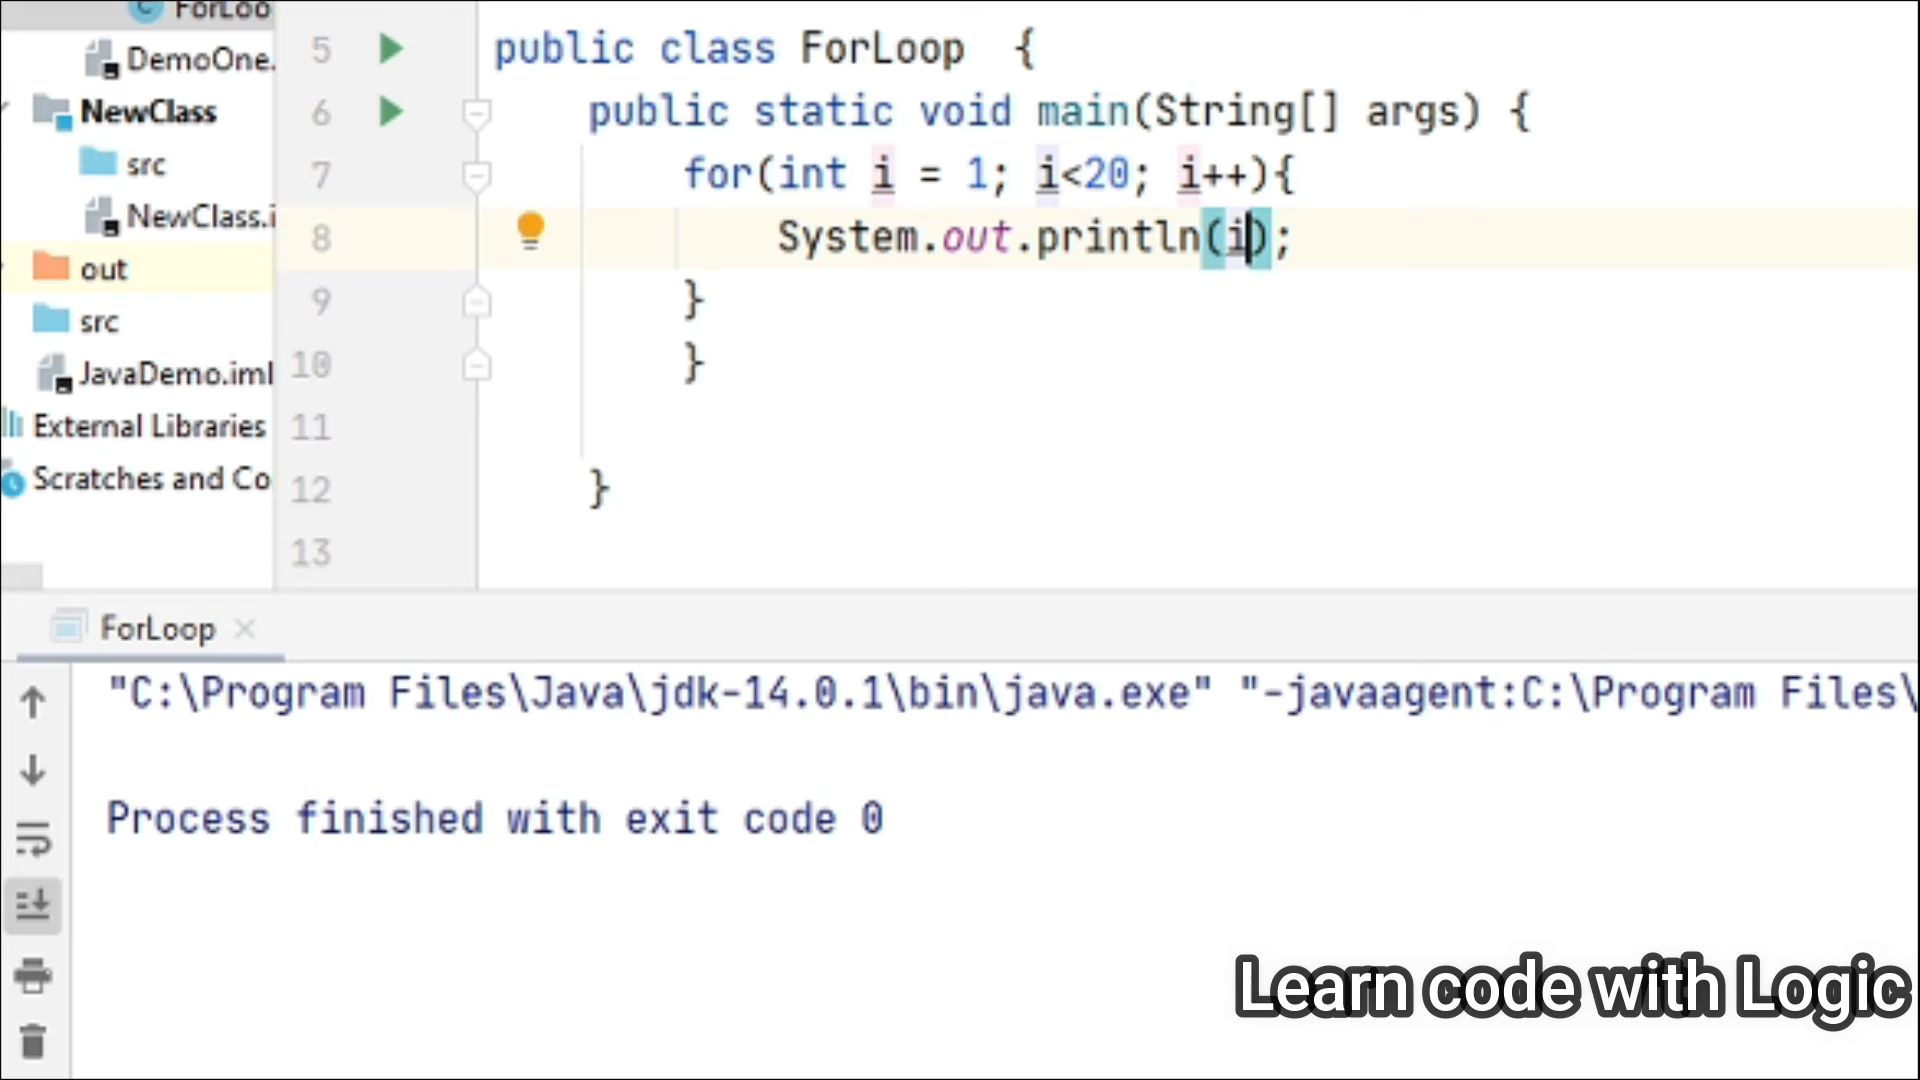 ForLoo
DemoOne.
NewClass
src
NewClass.i
out
src
JavaDemo.iml
External Libraries
Scratches and Co
5 public class ForLoop  {
6 public static void main(String[] args) {
7 for(int i = 1; i<20; i++){
8 System.out.println(i);
9 }
10 }
11
12 }
13
ForLoop
"C:\Program Files\Java\jdk-14.0.1\bin\java.exe" "-javaagent:C:\Program Files\
Process finished with exit code 0
Learn code with Logic